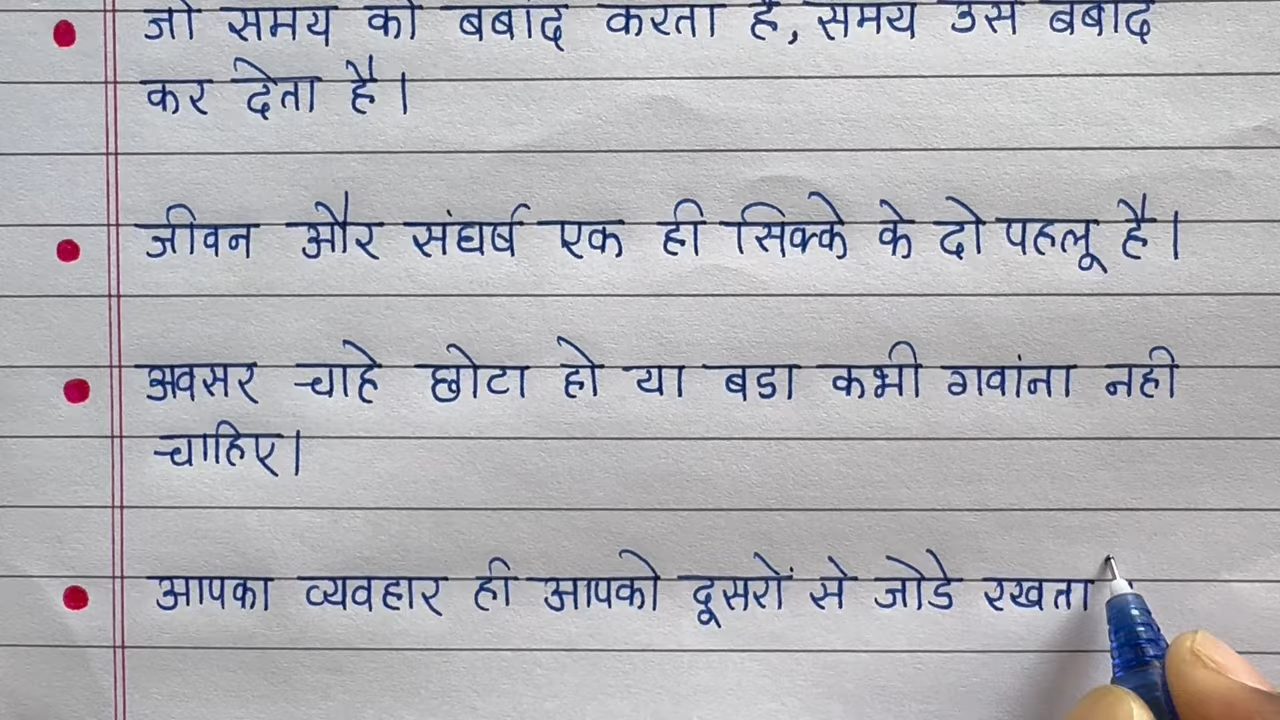 जो समय को बर्बाद करता है, समय उसे बर्बाद
कर देता है।
जीवन और संघर्ष एक ही सिक्के के दो पहलू है।
अवसर चाहे छोटा हो या बडा कभी गवांना नही
चाहिए।
आपका व्यवहार ही आपको दूसरों से जोडे रखता